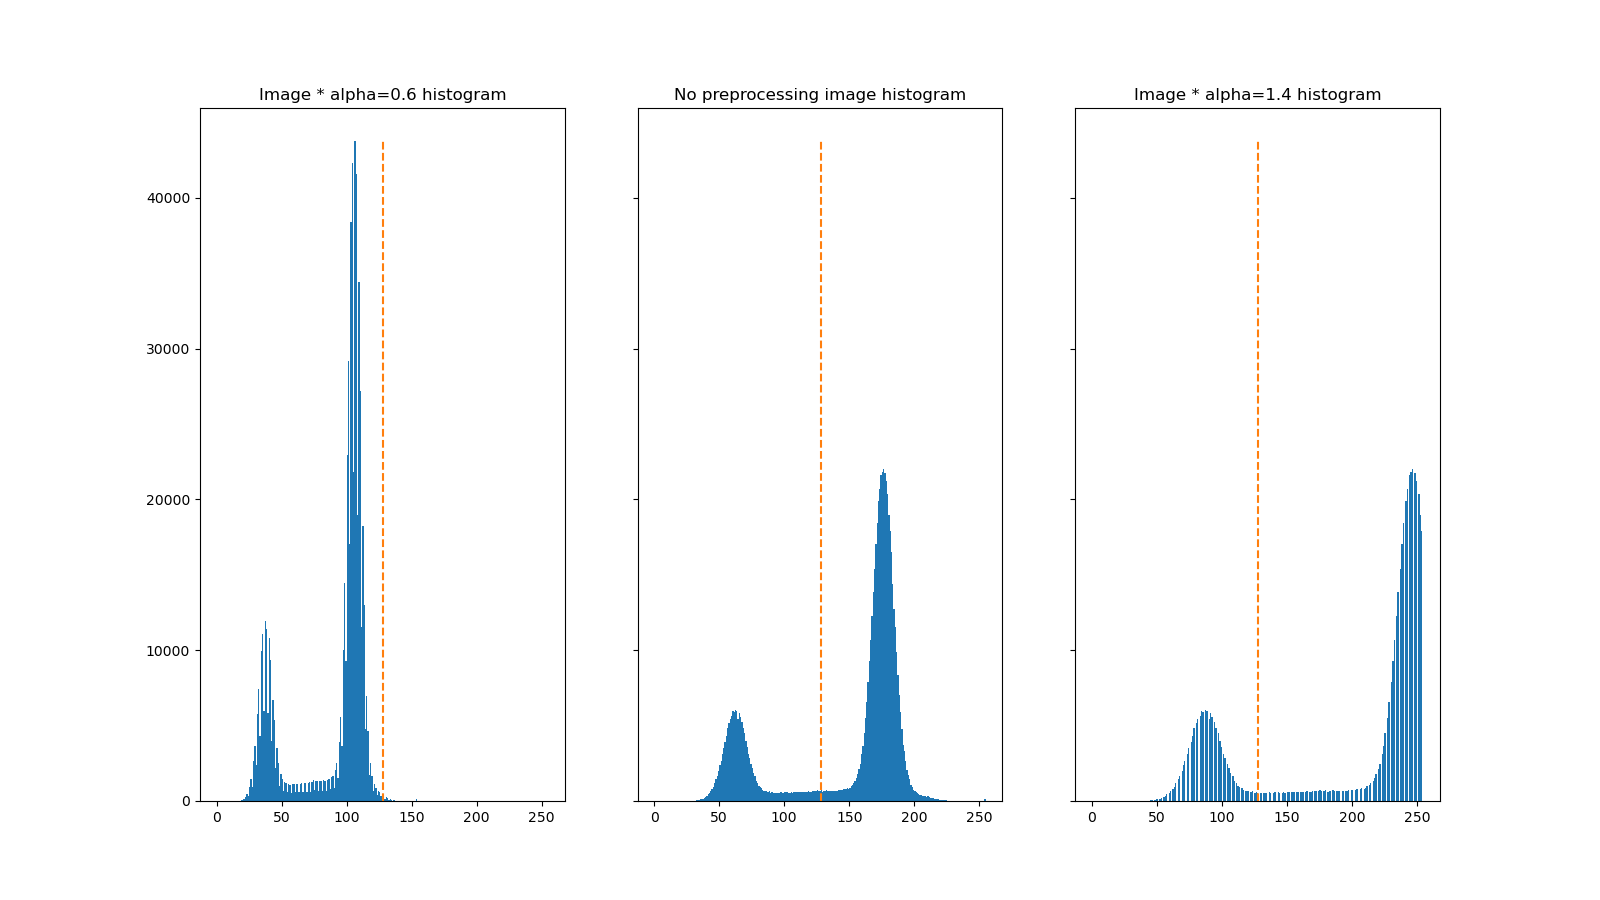 Image * alpha=0.6 histogram
No preprocessing image histogram
Image * alpha=1.4 histogram
40000
30000
20000
10000
0
0 50 100 150 200 250
0 50 100 150 200 250
0 50 100 150 200 250